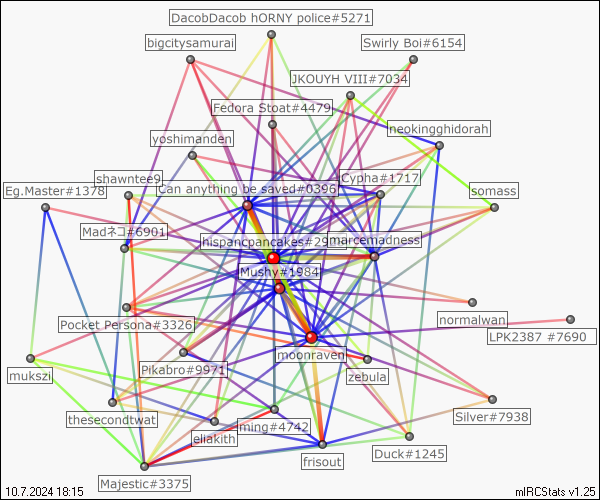 DacobDacob hORNY police#5271
bigcitysamurai
Swirly Boi#6154
JKOUYH VIII#7034
Fedora Stoat#4479
neokingghidorah
yoshimanden
shawntee9
Cypha#1717
Eg.Master#1378
Can anything be saved#0396
somass
Madネコ#6901
hispancpancakes#29
marcemadness
Mushy#1984
normalwan
Pocket Persona#3326
LPK2387 #7690
moonraven
Pikabro#9971
zebula
mukszi
thesecondtwat
Silver#7938
eliakith
ming#4742
Duck#1245
frisout
Majestic#3375
10.7.2024 18:15
mIRCStats v1.25